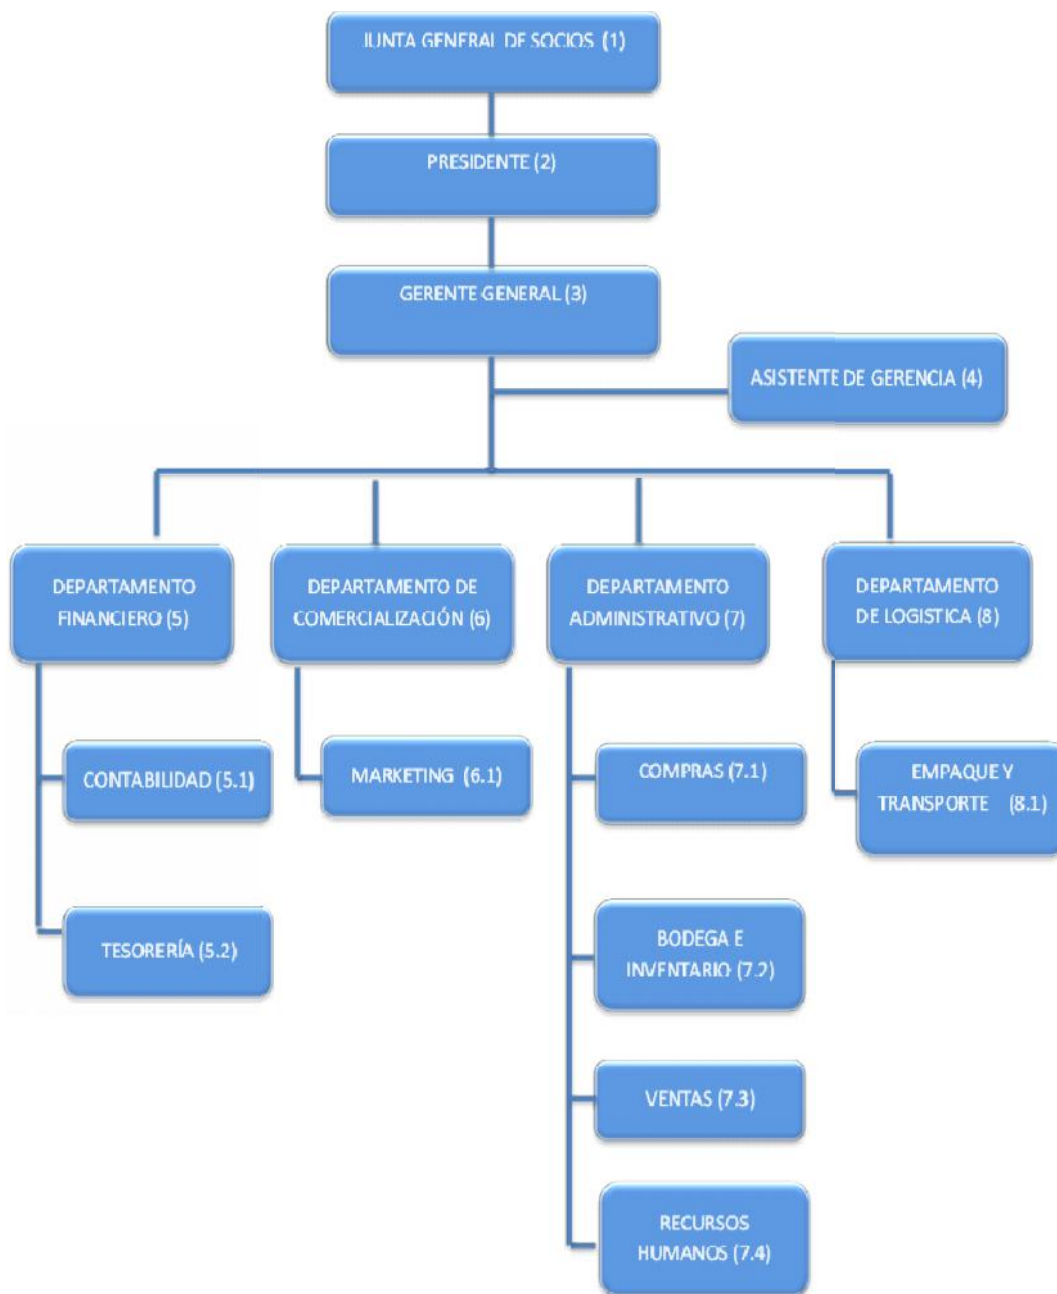 JUNTA GENERAL DE SOCIOS (1)
PRESIDENTE (2)
GERENTE GENERAL (3)
ASISTENTE DE GERENCIA (4)
DEPARTAMENTO
FINANCIERO (5)
DEPARTAMENTO DE
COMERCIALIZACIÓN (6)
DEPARTAMENTO
ADMINISTRATIVO (7)
DEPARTAMENTO
DE LOGISTICA (8)
CONTABILIDAD (5.1)
MARKETING (6.1)
COMPRAS (7.1)
EMPAQUE Y
TRANSPORTE (8.1)
TESORERÍA (5.2)
BODEGA E
INVENTARIO (7.2)
VENTAS (7.3)
RECURSOS
HUMANOS (7.4)